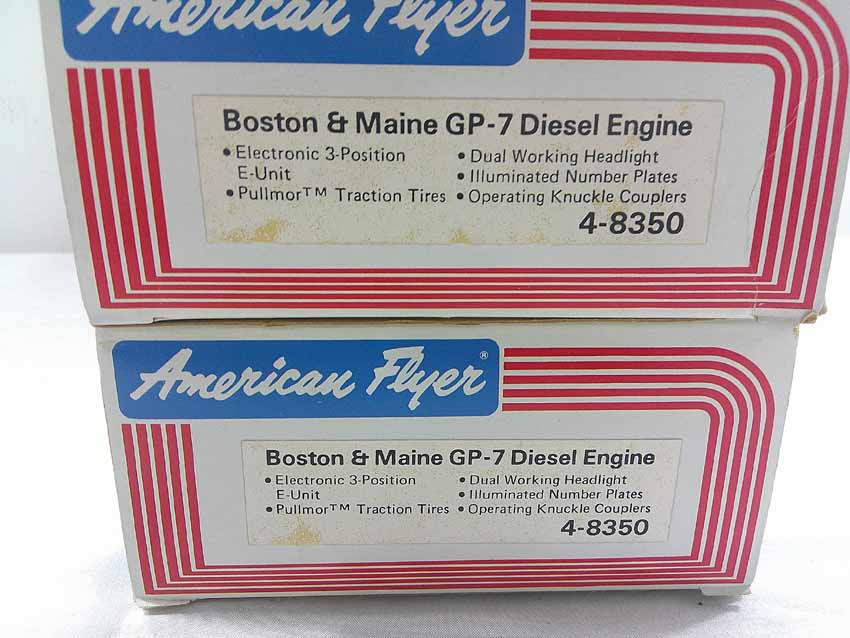 American Flyer
Boston & Maine GP-7 Diesel Engine
• Electronic 3-Position E-Unit
• Pullmor™ Traction Tires
• Dual Working Headlight
• Illuminated Number Plates
• Operating Knuckle Couplers
4-8350
American Flyer®
Boston & Maine GP-7 Diesel Engine
• Electronic 3-Position E-Unit
• Pullmor™ Traction Tires
• Dual Working Headlight
• Illuminated Number Plates
• Operating Knuckle Couplers
4-8350